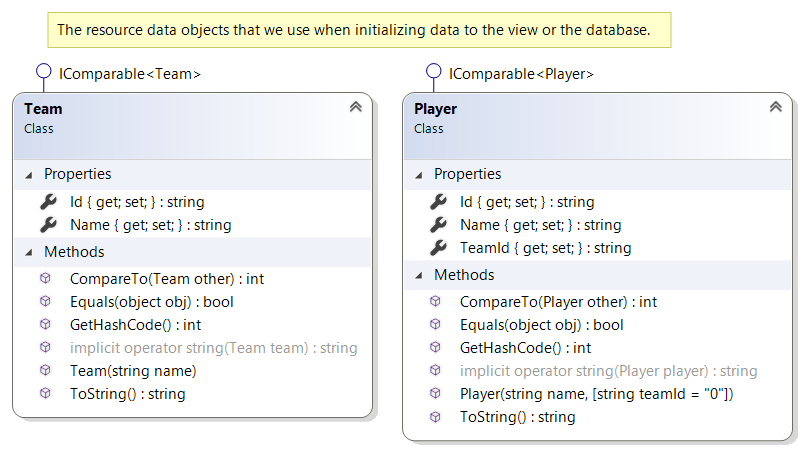 The resource data objects that we use when initializing data to the view or the database.
IComparable<Team>
Team
Class
Properties
Id { get; set; } : string
Name { get; set; } : string
Methods
CompareTo(Team other) : int
Equals(object obj) : bool
GetHashCode() : int
implicit operator string(Team team) : string
Team(string name)
ToString() : string
IComparable<Player>
Player
Class
Properties
Id { get; set; } : string
Name { get; set; } : string
TeamId { get; set; } : string
Methods
CompareTo(Player other) : int
Equals(object obj) : bool
GetHashCode() : int
implicit operator string(Player player) : string
Player(string name, [string teamId = "0"])
ToString() : string